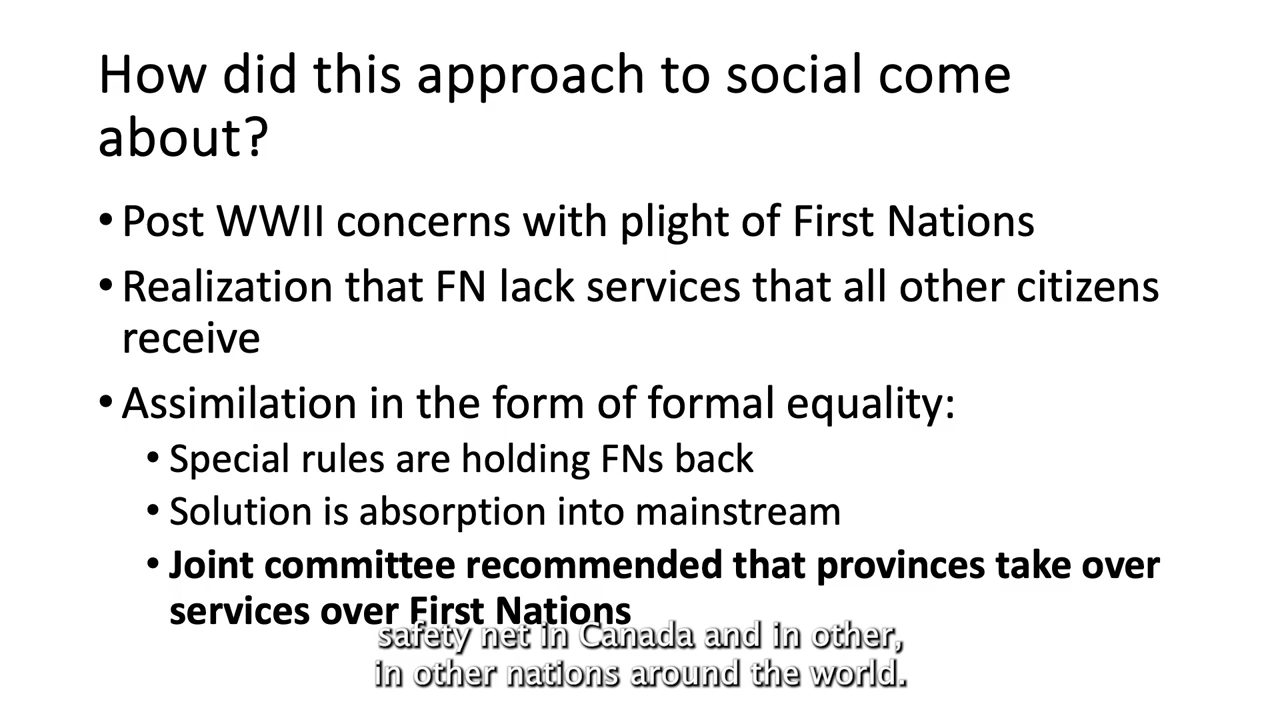 How did this approach to social come
about?
• Post WWII concerns with plight of First Nations
• Realization that FN lack services that all other citizens
receive
• Assimilation in the form of formal equality:
• Special rules are holding FNs back
• Solution is absorption into mainstream
• Joint committee recommended that provinces take over
services over First Nations
safety net in Canada and in other,
in other nations around the world.